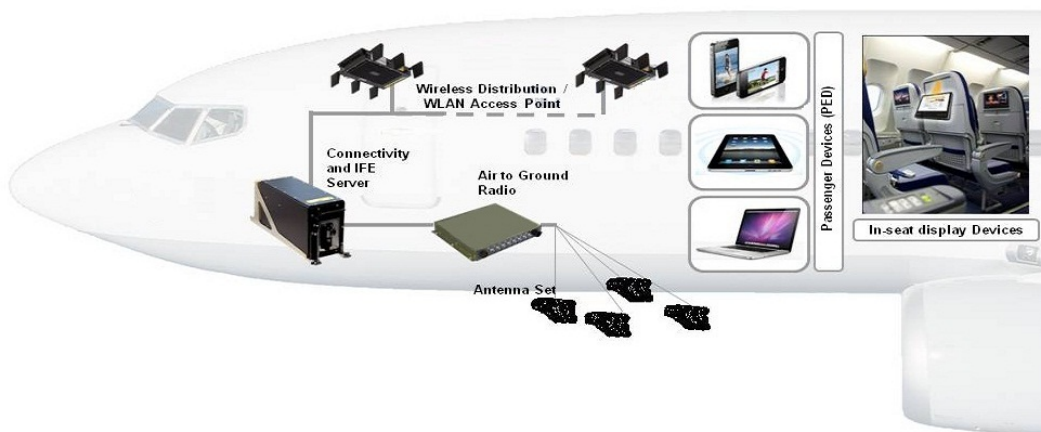 Wireless Distribution /
WLAN Access Point
Connectivity
and IFE
Server
Air to Ground
Radio
Antenna Set
Passenger Devices (PED)
In-seat display Devices